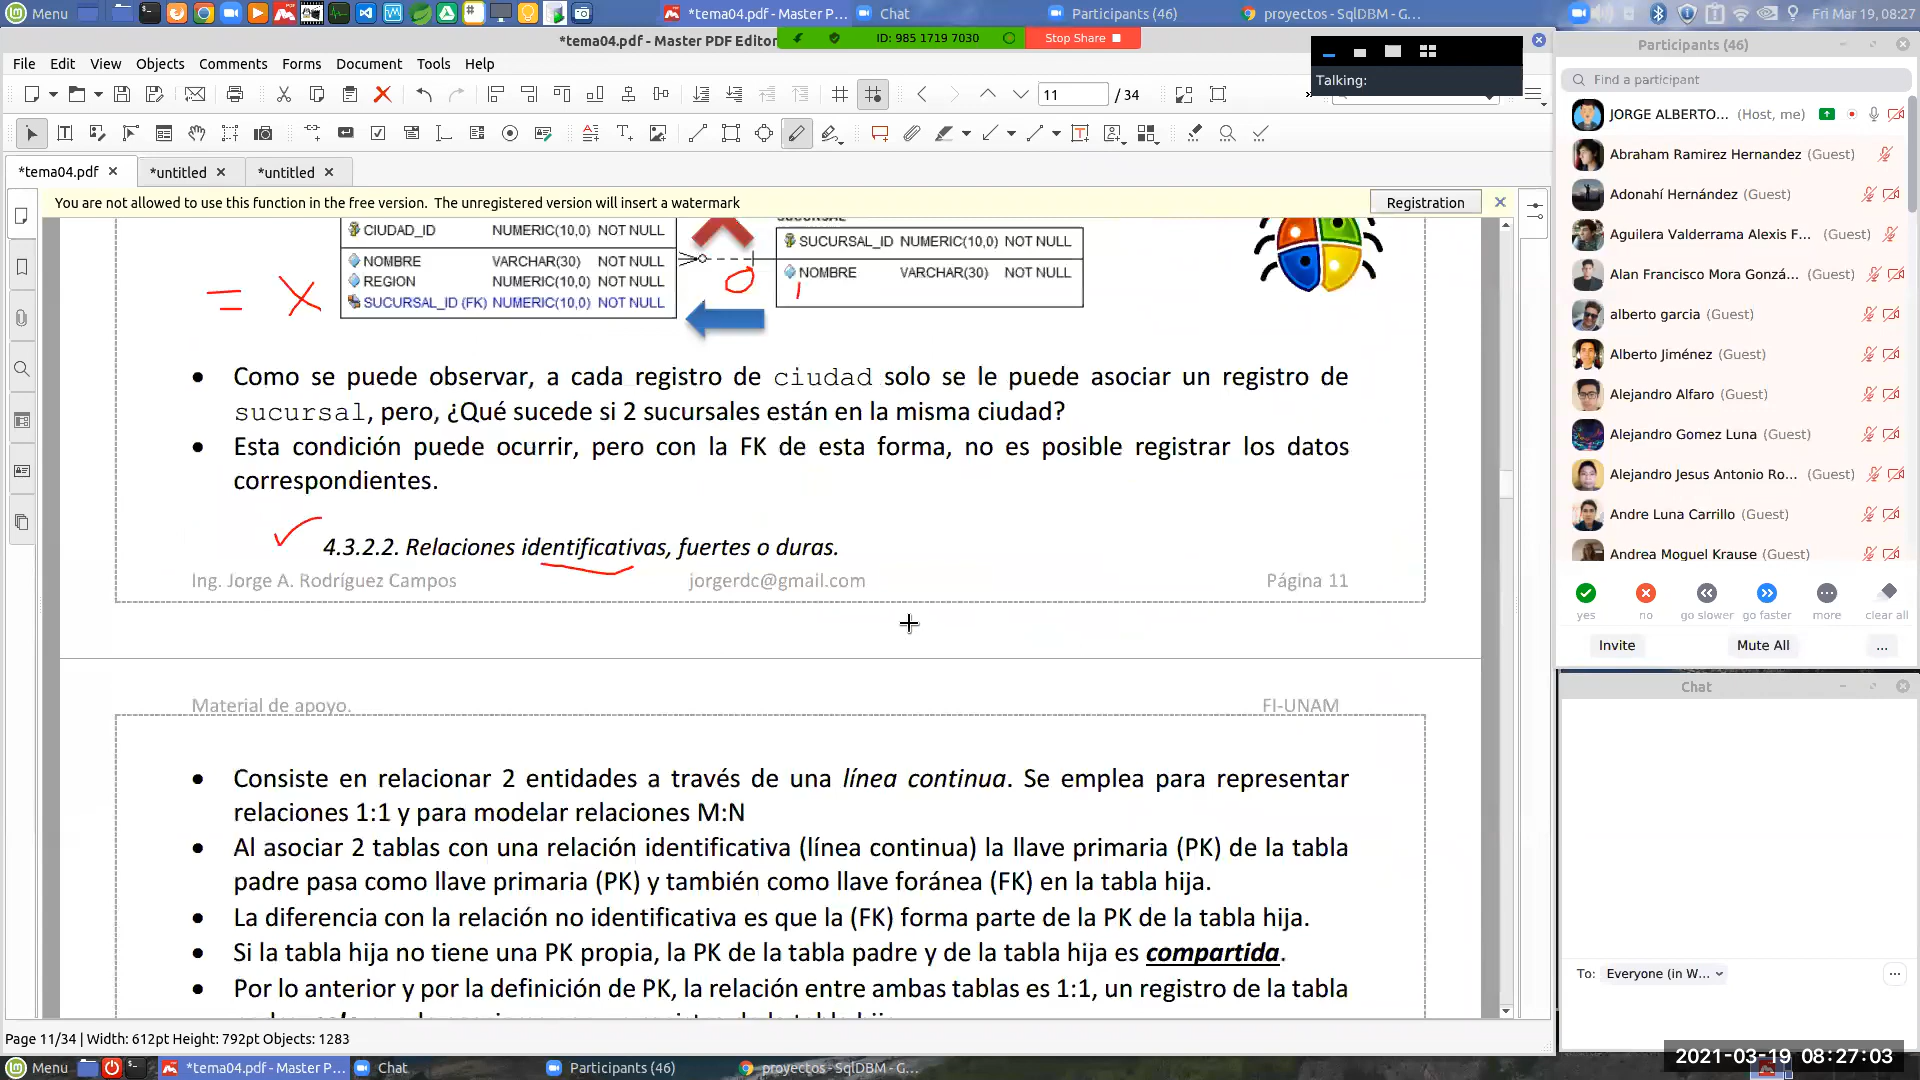 Menu
*tema04.pdf - Master P...
Chat
Participants (46)
proyectos - SqlDBM - G...
Fri Mar 19, 08:27
*tema04.pdf - Master PDF Editor
ID: 985 1719 7030
Stop Share
Talking:
File Edit View Objects Comments Forms Document Tools Help
11 / 34
*tema04.pdf
*untitled
*untitled
You are not allowed to use this function in the free version. The unregistered version will insert a watermark
Registration
CIUDAD_ID NUMERIC(10,0) NOT NULL
NOMBRE VARCHAR(30) NOT NULL
REGION NUMERIC(10,0) NOT NULL
SUCURSAL_ID (FK) NUMERIC(10,0) NOT NULL
SUCURSAL
SUCURSAL_ID NUMERIC(10,0) NOT NULL
NOMBRE VARCHAR(30) NOT NULL
= X
0
1
• Como se puede observar, a cada registro de ciudad solo se le puede asociar un registro de
sucursal, pero, ¿Qué sucede si 2 sucursales están en la misma ciudad?
• Esta condición puede ocurrir, pero con la FK de esta forma, no es posible registrar los datos
correspondientes.
4.3.2.2. Relaciones identificativas, fuertes o duras.
Ing. Jorge A. Rodríguez Campos jorgerdc@gmail.com Página 11
Material de apoyo. FI-UNAM
• Consiste en relacionar 2 entidades a través de una línea continua. Se emplea para representar
relaciones 1:1 y para modelar relaciones M:N
• Al asociar 2 tablas con una relación identificativa (línea continua) la llave primaria (PK) de la tabla
padre pasa como llave primaria (PK) y también como llave foránea (FK) en la tabla hija.
• La diferencia con la relación no identificativa es que la (FK) forma parte de la PK de la tabla hija.
• Si la tabla hija no tiene una PK propia, la PK de la tabla padre y de la tabla hija es compartida.
• Por lo anterior y por la definición de PK, la relación entre ambas tablas es 1:1, un registro de la tabla
Page 11/34 | Width: 612pt Height: 792pt Objects: 1283
Participants (46)
Find a participant
JORGE ALBERTO... (Host, me)
Abraham Ramirez Hernandez (Guest)
Adonahí Hernández (Guest)
Aguilera Valderrama Alexis F... (Guest)
Alan Francisco Mora Gonzá... (Guest)
alberto garcia (Guest)
Alberto Jiménez (Guest)
Alejandro Alfaro (Guest)
Alejandro Gomez Luna (Guest)
Alejandro Jesus Antonio Ro... (Guest)
Andre Luna Carrillo (Guest)
Andrea Moguel Krause (Guest)
yes no go slower go faster more clear all
Invite Mute All ...
Chat
To: Everyone (in W... ...
Menu
*tema04.pdf - Master P...
Chat
Participants (46)
proyectos - SqlDBM - G...
2021-03-19 08:27:03